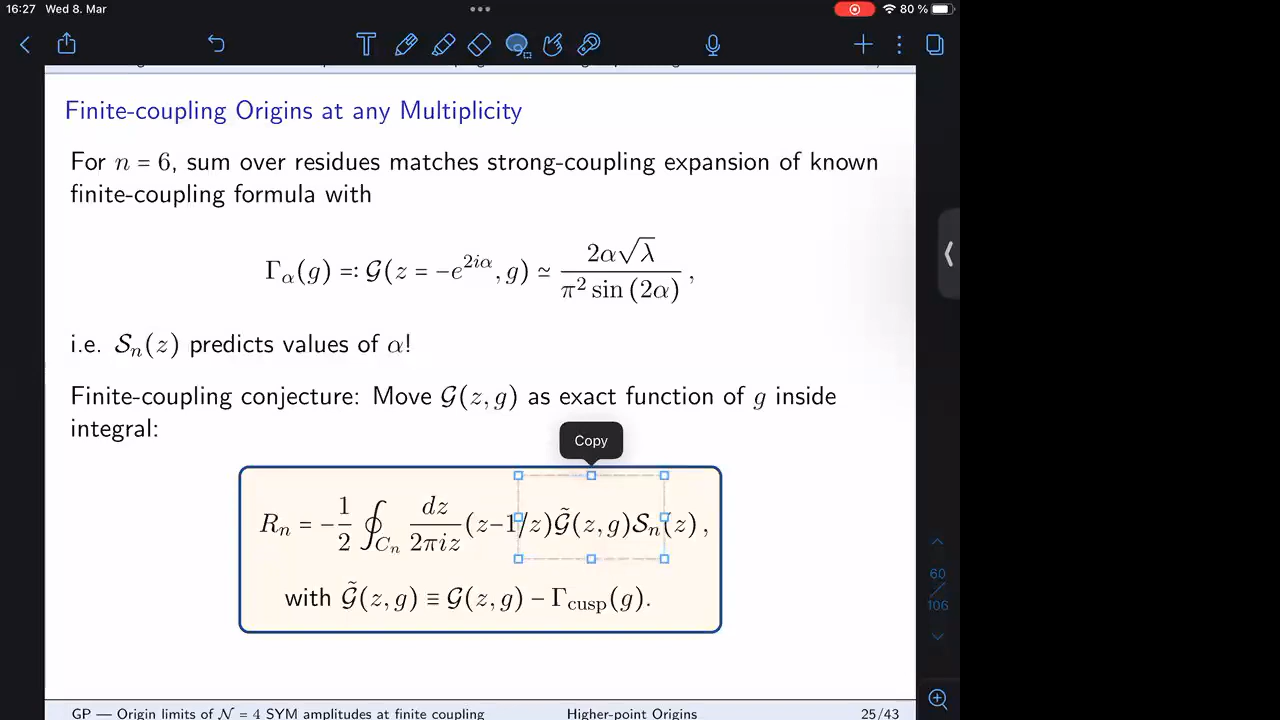 16:27 Wed 8. Mar
80 %
Finite-coupling Origins at any Multiplicity
For n = 6, sum over residues matches strong-coupling expansion of known
finite-coupling formula with
Γ_α(g) =: 𝒢(z = −e^{2iα}, g) ≃ 2α√λ / π² sin (2α) ,
i.e. 𝒮_n(z) predicts values of α!
Finite-coupling conjecture: Move 𝒢(z, g) as exact function of g inside
integral:
Copy
R_n = −1/2 ∮_{C_n} dz/2πiz (z−1/z)𝒢̃(z, g)𝒮_n(z) ,
with 𝒢̃(z, g) ≡ 𝒢(z, g) − Γ_cusp(g).
60
/
106
GP — Origin limits of 𝒩 = 4 SYM amplitudes at finite coupling Higher-point Origins 25/43